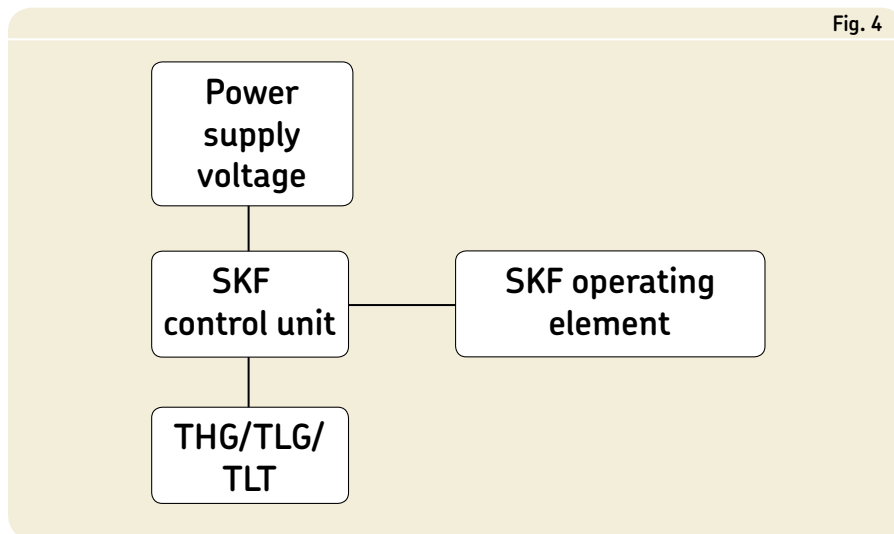 Fig. 4
Power
supply
voltage
SKF
control unit
SKF operating
element
THG/TLG/
TLT